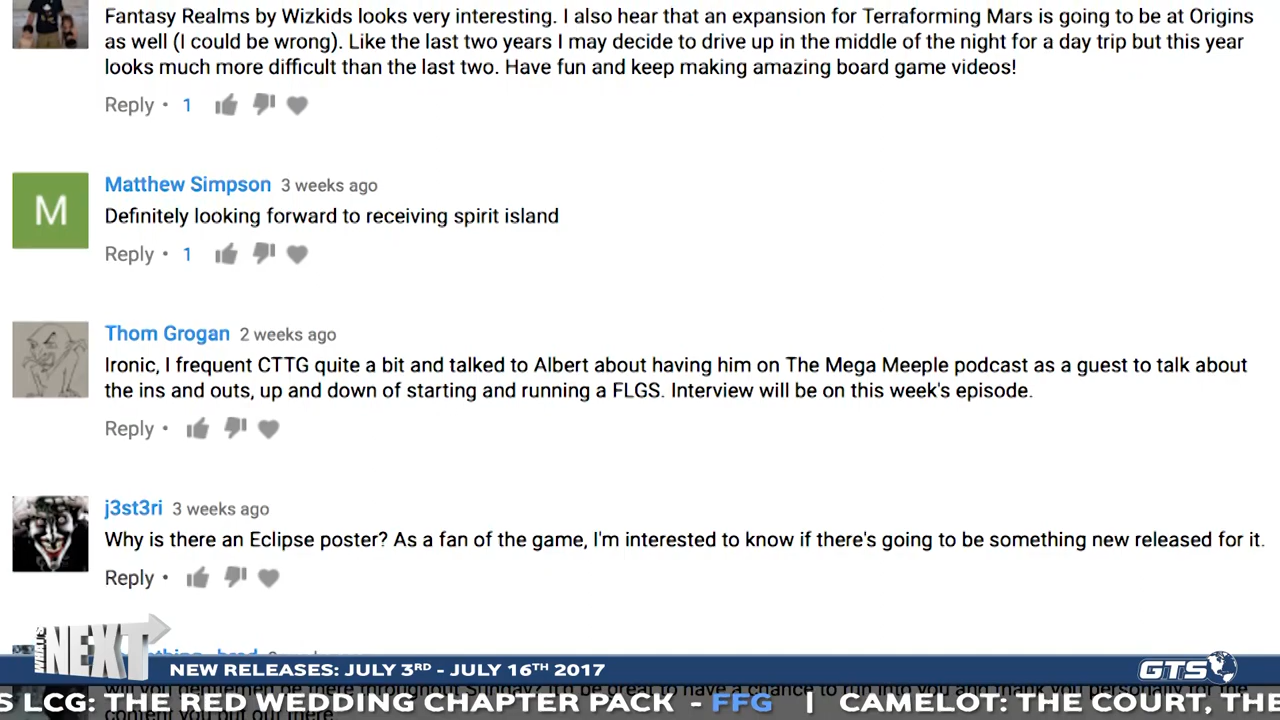 Fantasy Realms by Wizkids looks very interesting. I also hear that an expansion for Terraforming Mars is going to be at Origins
as well (I could be wrong). Like the last two years I may decide to drive up in the middle of the night for a day trip but this year
looks much more difficult than the last two. Have fun and keep making amazing board game videos!
Reply • 1
M
Matthew Simpson 3 weeks ago
Definitely looking forward to receiving spirit island
Reply • 1
Thom Grogan 2 weeks ago
Ironic, I frequent CTTG quite a bit and talked to Albert about having him on The Mega Meeple podcast as a guest to talk about
the ins and outs, up and down of starting and running a FLGS. Interview will be on this week's episode.
Reply •
j3st3ri 3 weeks ago
Why is there an Eclipse poster? As a fan of the game, I'm interested to know if there's going to be something new released for it.
Reply •
WHAT'S NEXT
NEW RELEASES: JULY 3RD - JULY 16TH 2017
GTS
S LCG: THE RED WEDDING CHAPTER PACK - FFG | CAMELOT: THE COURT, THE